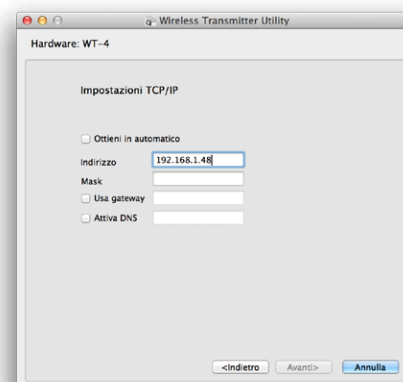 Wireless Transmitter Utility
Hardware: WT-4
Impostazioni TCP/IP
Ottieni in automatico
Indirizzo 192.168.1.48
Mask
Usa gateway
Attiva DNS
<Indietro Avanti> Annulla